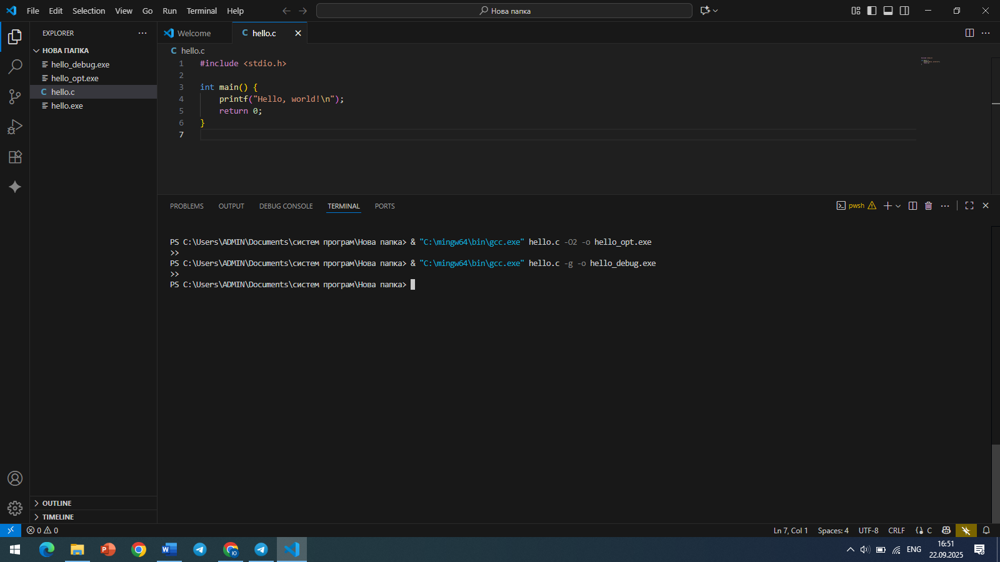 File Edit Selection View Go Run Terminal Help
Нова папка
EXPLORER
НОВА ПАПКА
hello_debug.exe
hello_opt.exe
C hello.c
hello.exe
OUTLINE
TIMELINE
Welcome
C hello.c
C hello.c
1 #include <stdio.h>
2
3 int main() {
4 printf("Hello, world!\n");
5 return 0;
6 }
7
PROBLEMS OUTPUT DEBUG CONSOLE TERMINAL PORTS
pwsh
PS C:\Users\ADMIN\Documents\систем програм\Нова папка> & "C:\mingw64\bin\gcc.exe" hello.c -O2 -o hello_opt.exe
>>
PS C:\Users\ADMIN\Documents\систем програм\Нова папка> & "C:\mingw64\bin\gcc.exe" hello.c -g -o hello_debug.exe
>>
PS C:\Users\ADMIN\Documents\систем програм\Нова папка>
0 0
Ln 7, Col 1 Spaces: 4 UTF-8 CRLF C
ENG
16:51
22.09.2025